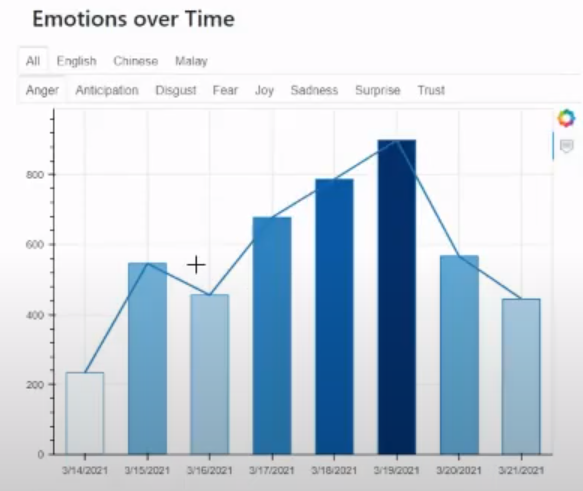 Emotions over Time
All English Chinese Malay
Anger Anticipation Disgust Fear Joy Sadness Surprise Trust
800
600
400
200
0
3/14/2021 3/15/2021 3/16/2021 3/17/2021 3/18/2021 3/19/2021 3/20/2021 3/21/2021